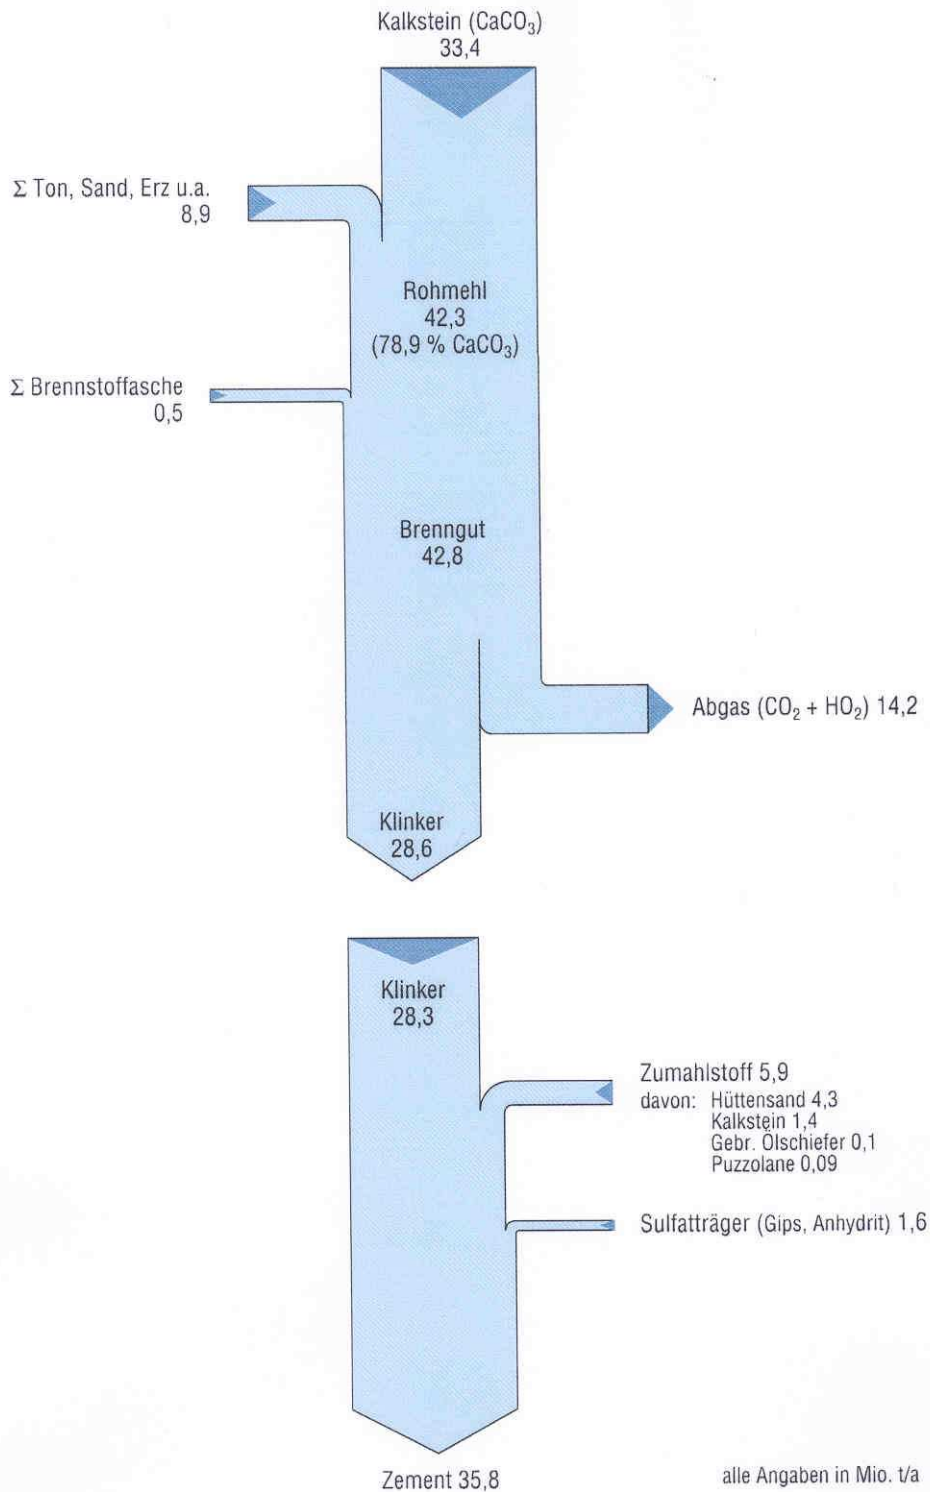 Kalkstein (CaCO₃)
33,4
Σ Ton, Sand, Erz u.a.
8,9
Rohmehl
42,3
(78,9 % CaCO₃)
Σ Brennstoffasche
0,5
Brenngut
42,8
Abgas (CO₂ + HO₂) 14,2
Klinker
28,6
Klinker
28,3
Zumahlstoff 5,9
davon: Hüttensand 4,3
Kalkstein 1,4
Gebr. Ölschiefer 0,1
Puzzolane 0,09
Sulfatträger (Gips, Anhydrit) 1,6
Zement 35,8
alle Angaben in Mio. t/a